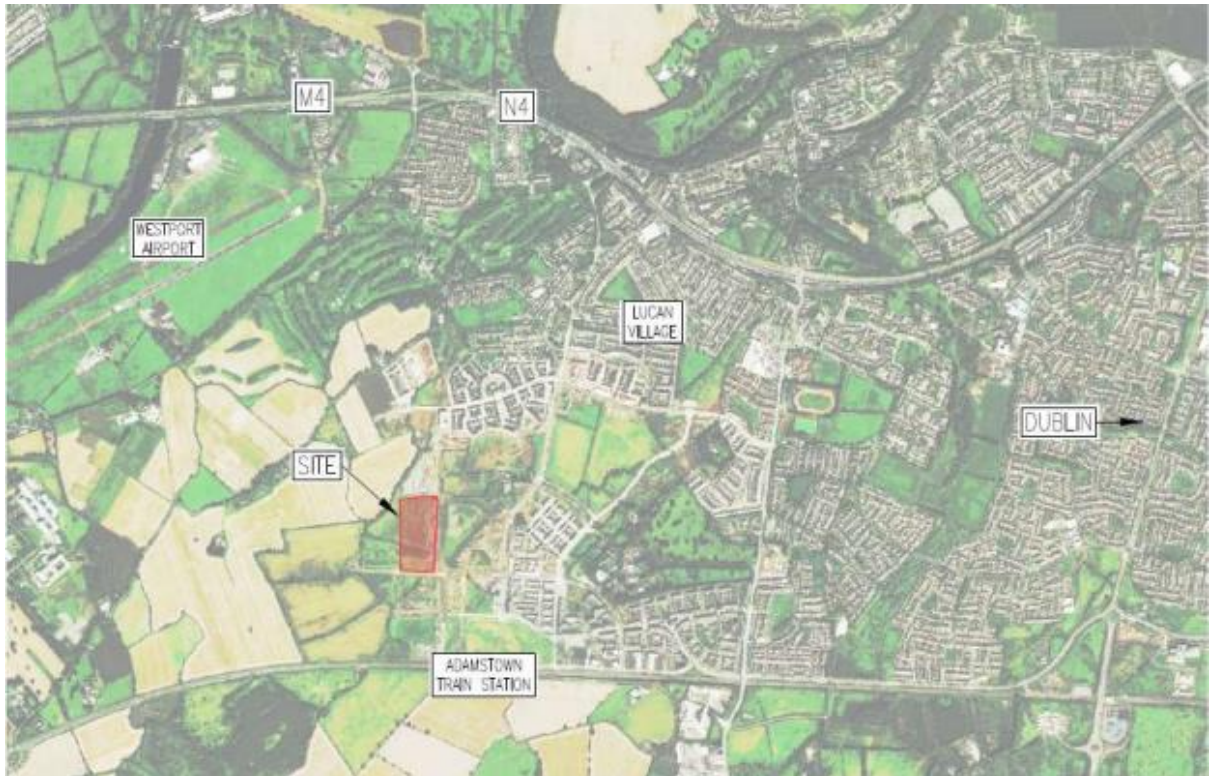 M4
N4
WESTPORT
AIRPORT
LUCAN
VILLAGE
DUBLIN
SITE
ADAMSTOWN
TRAIN STATION